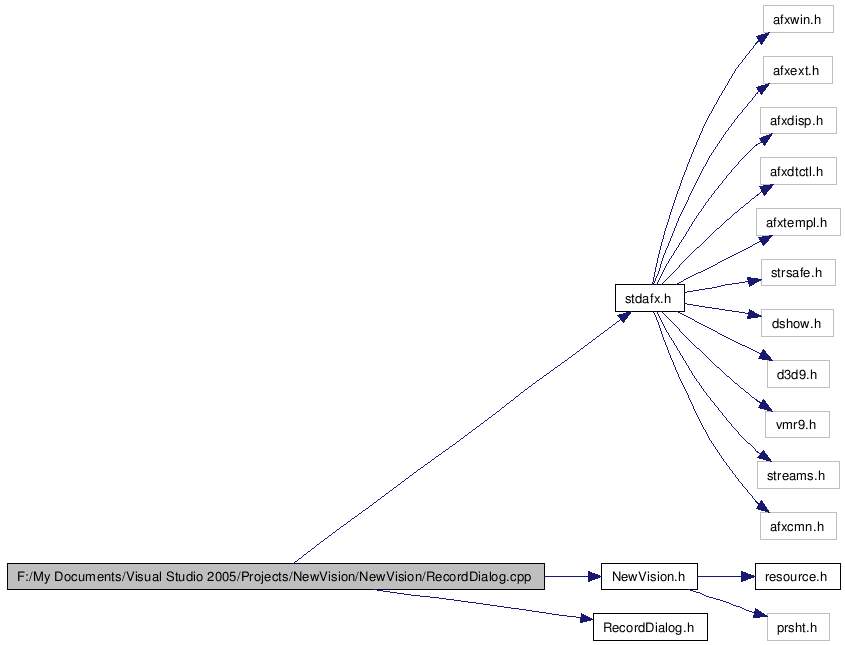 afxwin.h
afxext.h
afxdisp.h
afxdtctl.h
afxtempl.h
strsafe.h
stdafx.h
dshow.h
d3d9.h
vmr9.h
streams.h
afxcmn.h
F:/My Documents/Visual Studio 2005/Projects/NewVision/NewVision/RecordDialog.cpp
NewVision.h
resource.h
RecordDialog.h
prsht.h